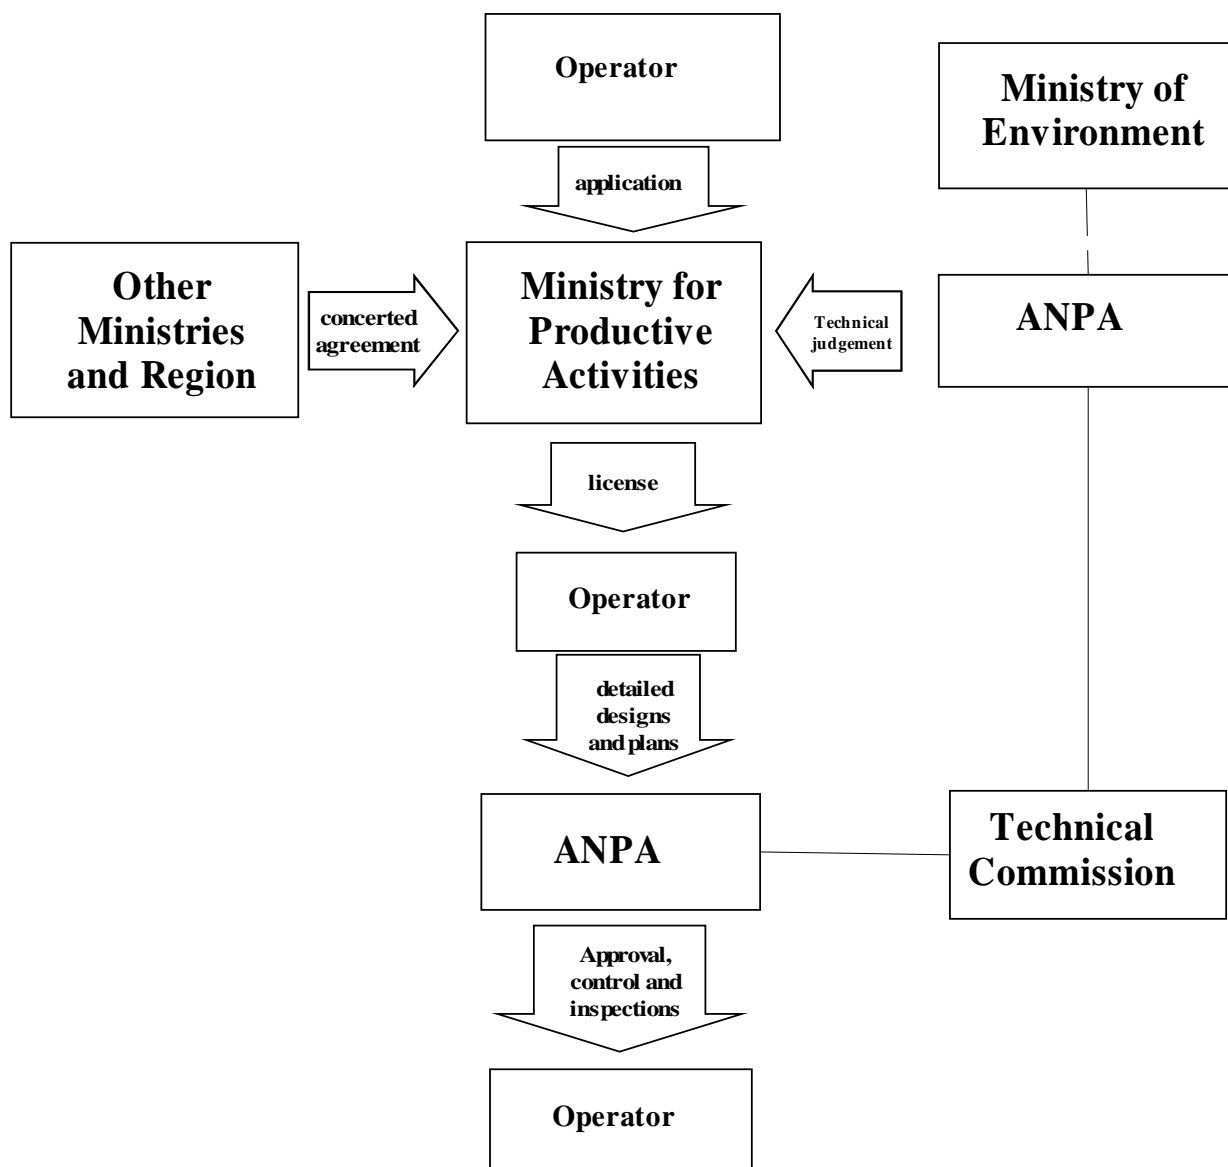 Operator
Ministry of
Environment
application
Other
Ministries
and Region
concerted
agreement
Ministry for
Productive
Activities
Technical
judgement
ANPA
license
Operator
detailed
designs
and plans
ANPA
Technical
Commission
Approval,
control and
inspections
Operator